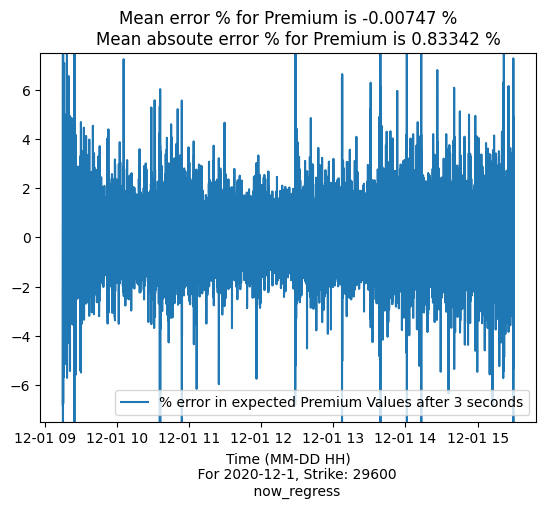 Mean error % for Premium is -0.00747 %
Mean absoute error % for Premium is 0.83342 %
6
4
2
0
−2
−4
−6
% error in expected Premium Values after 3 seconds
12-01 09 12-01 10 12-01 11 12-01 12 12-01 13 12-01 14 12-01 15
Time (MM-DD HH)
For 2020-12-1, Strike: 29600
now_regress